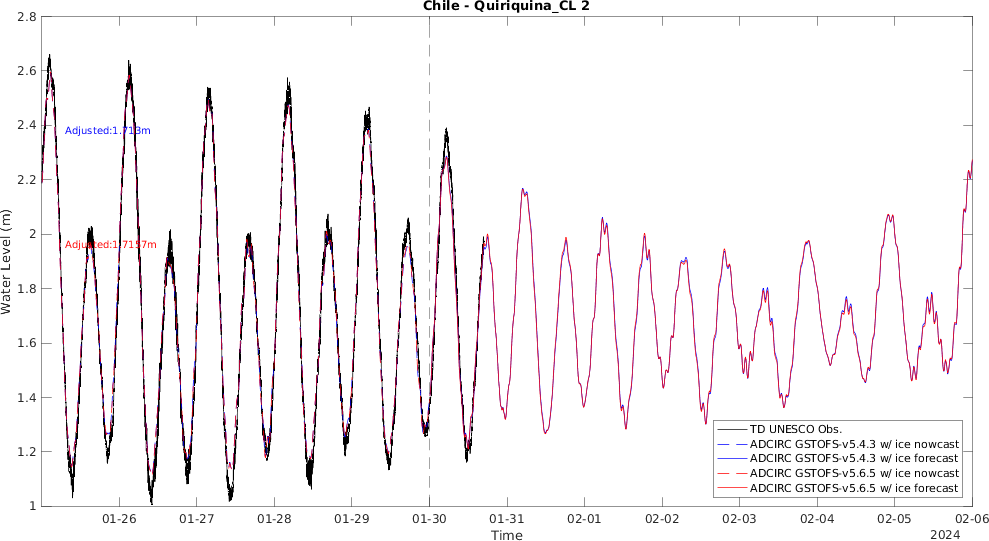 Chile - Quiriquina_CL 2
2.8
2.6
2.4
2.2
2
1.8
1.6
1.4
1.2
1
Water Level (m)
Adjusted:1.713m
Adjusted:1.7157m
TD UNESCO Obs.
ADCIRC GSTOFS-v5.4.3 w/ ice nowcast
ADCIRC GSTOFS-v5.4.3 w/ ice forecast
ADCIRC GSTOFS-v5.6.5 w/ ice nowcast
ADCIRC GSTOFS-v5.6.5 w/ ice forecast
01-26 01-27 01-28 01-29 01-30 01-31 02-01 02-02 02-03 02-04 02-05 02-06
Time
2024